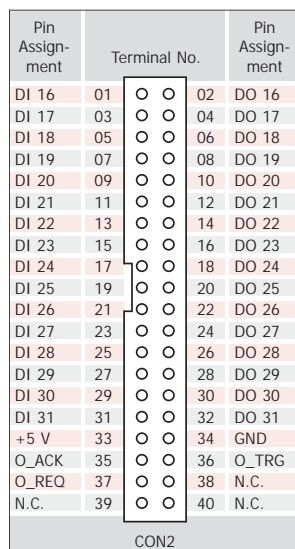 Pin Assign- ment Terminal No. Pin Assign- ment
DI 16 01 02 DO 16
DI 17 03 04 DO 17
DI 18 05 06 DO 18
DI 19 07 08 DO 19
DI 20 09 10 DO 20
DI 21 11 12 DO 21
DI 22 13 14 DO 22
DI 23 15 16 DO 23
DI 24 17 18 DO 24
DI 25 19 20 DO 25
DI 26 21 22 DO 26
DI 27 23 24 DO 27
DI 28 25 26 DO 28
DI 29 27 28 DO 29
DI 30 29 30 DO 30
DI 31 31 32 DO 31
+5 V 33 34 GND
O_ACK 35 36 O_TRG
O_REQ 37 38 N.C.
N.C. 39 40 N.C.
CON2